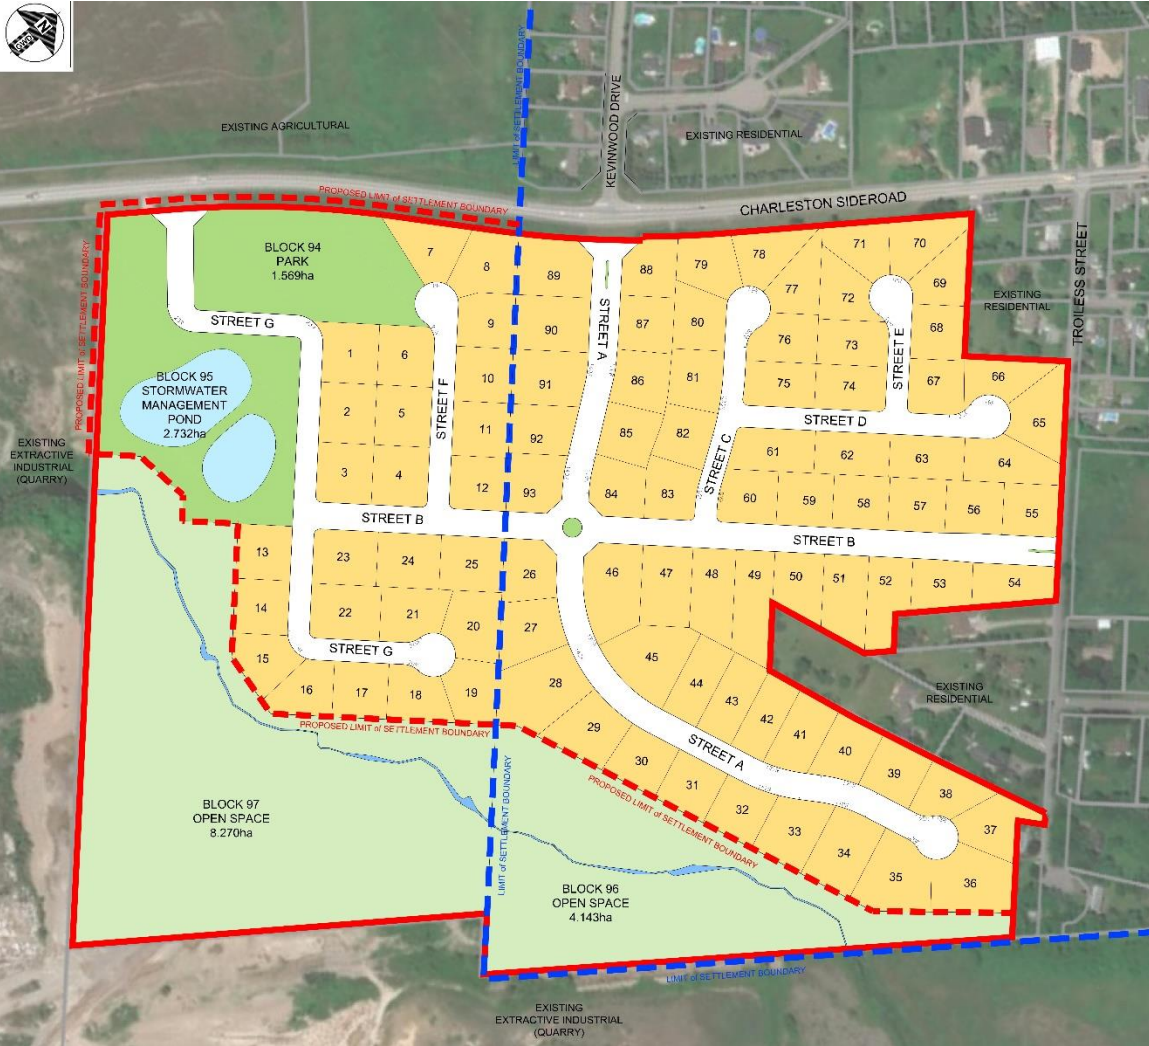 N
GWD
EXISTING AGRICULTURAL
LIMIT of SETTLEMENT BOUNDARY
KEVINWOOD DRIVE
EXISTING RESIDENTIAL
PROPOSED LIMIT of SETTLEMENT BOUNDARY
CHARLESTON SIDEROAD
TROILESS STREET
PROPOSED LIMIT of SETTLEMENT BOUNDARY
BLOCK 94
PARK
1.569ha
7
8
89
88
79
78
71
70
EXISTING
RESIDENTIAL
77
72
69
STREET G
STREET F
9
90
STREET A
87
80
76
73
STREET E
68
1
6
10
91
86
81
75
74
67
66
65
BLOCK 95
STORMWATER
MANAGEMENT
POND
2.732ha
2
5
11
92
85
82
STREET C
STREET D
61
62
63
64
EXISTING
EXTRACTIVE
INDUSTRIAL
(QUARRY)
3
4
12
93
84
83
60
59
58
57
56
55
STREET B
STREET B
13
23
24
25
26
46
47
48
49
50
51
52
53
54
14
22
21
20
27
15
STREET G
45
44
43
42
41
40
39
38
37
EXISTING
RESIDENTIAL
16
17
18
19
28
29
30
31
32
33
34
35
36
STREET A
PROPOSED LIMIT of SETTLEMENT BOUNDARY
PROPOSED LIMIT of SETTLEMENT BOUNDARY
LIMIT of SETTLEMENT BOUNDARY
BLOCK 97
OPEN SPACE
8.270ha
BLOCK 96
OPEN SPACE
4.143ha
LIMIT of SETTLEMENT BOUNDARY
EXISTING
EXTRACTIVE INDUSTRIAL
(QUARRY)